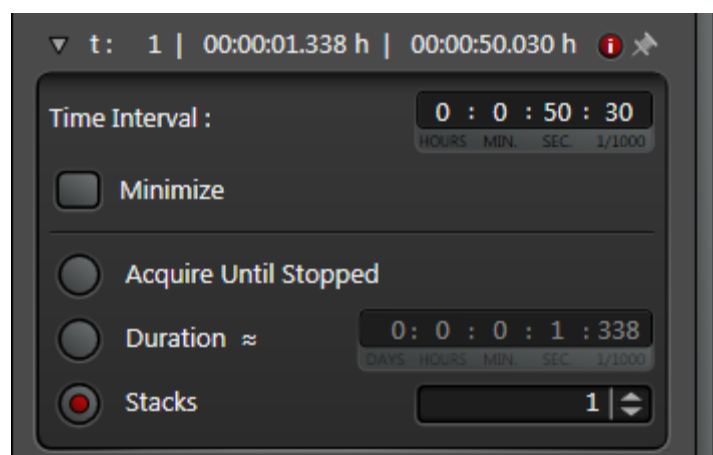 t: 1 | 00:00:01.338 h | 00:00:50.030 h i
Time Interval : 0 : 0 : 50 : 30
HOURS MIN. SEC. 1/1000
Minimize
Acquire Until Stopped
Duration ≈ 0: 0 : 0 : 1 : 338
DAYS HOURS MIN. SEC. 1/1000
Stacks 1